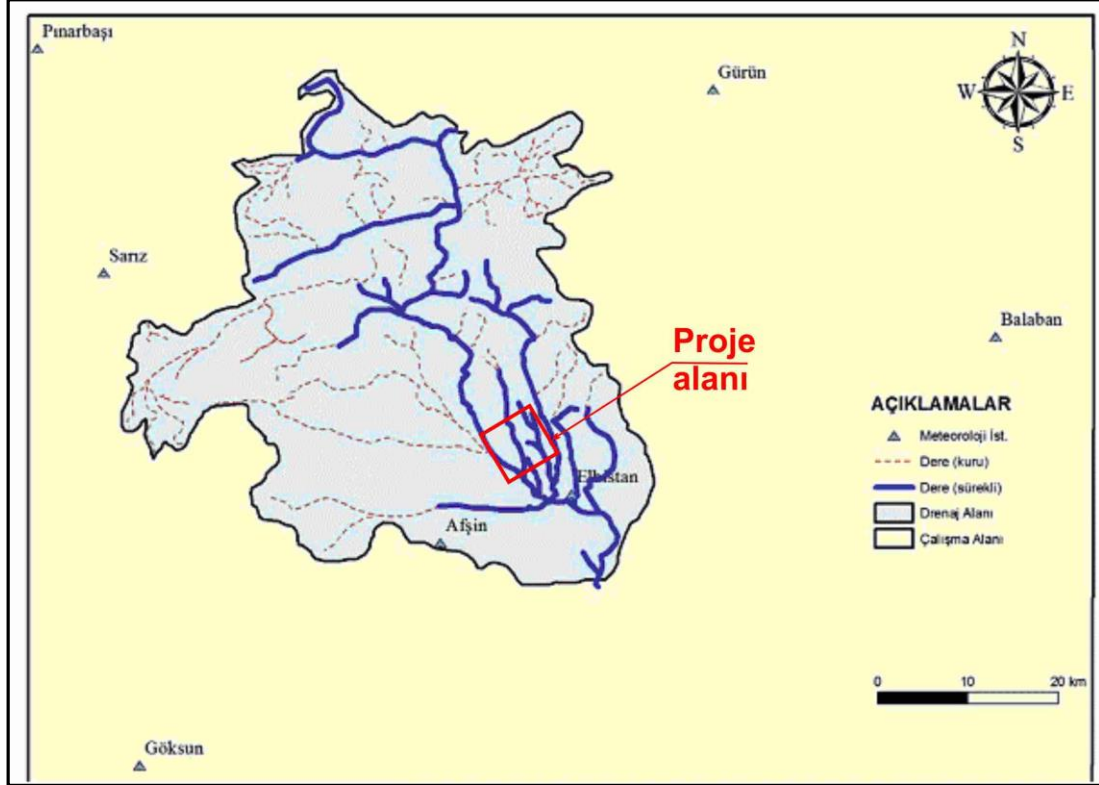 Pınarbaşı
Gürün
N
W
E
S
Sarız
Balaban
Proje
alanı
AÇIKLAMALAR
Meteoroloji İst.
Dere (kuru)
Dere (sürekli)
Drenaj Alanı
Çalışma Alanı
Elbistan
Afşin
0 10 20 km
Göksun